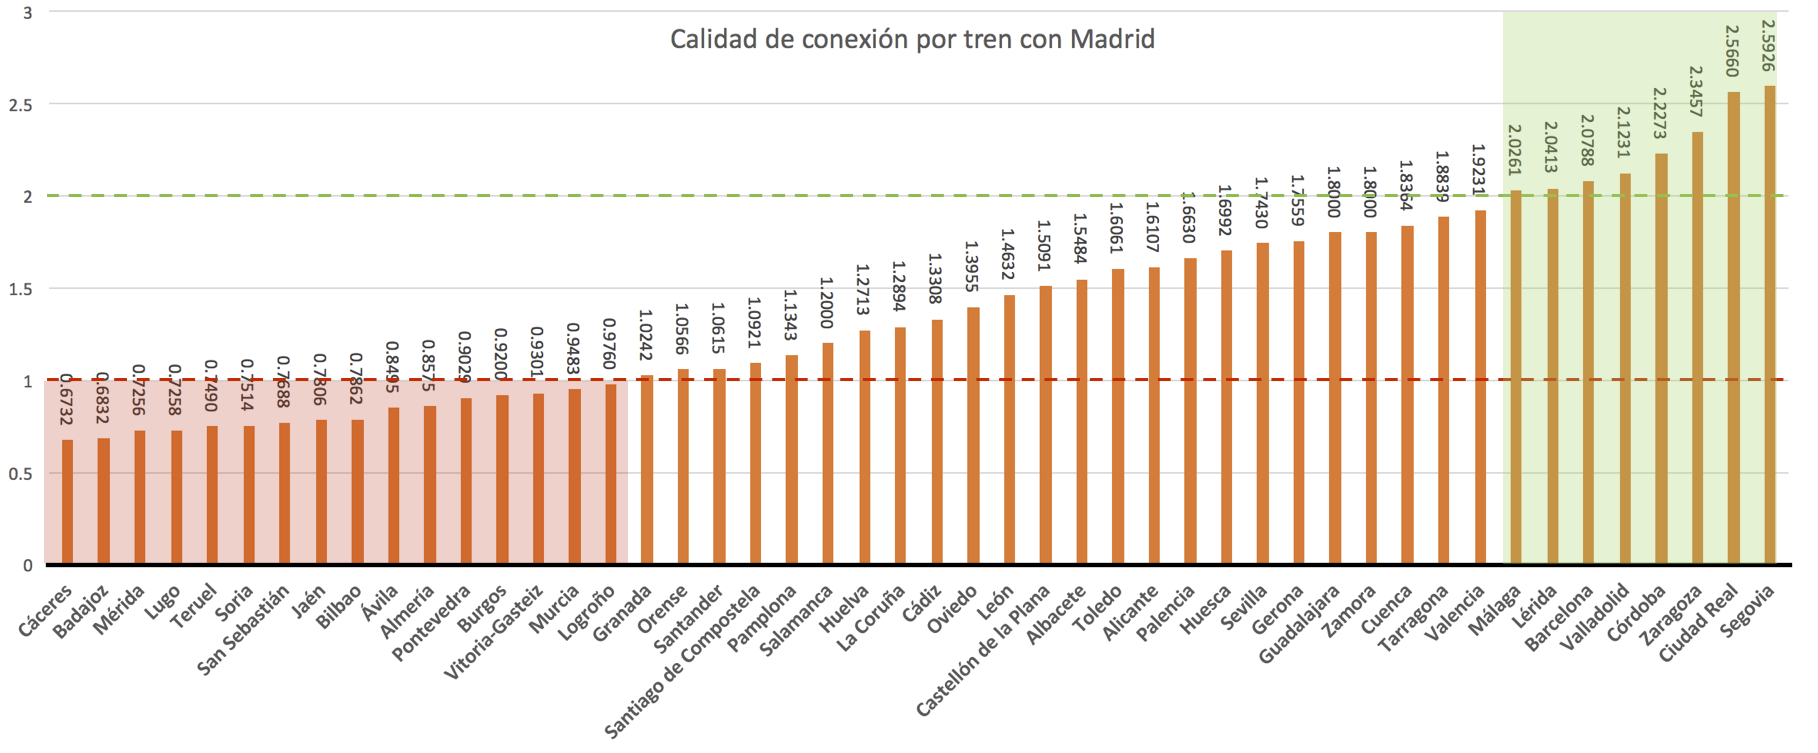 Calidad de conexión por tren con Madrid
3
2.5
2
1.5
1
0.5
0
0.6732
0.6832
0.7256
0.7258
0.7490
0.7514
0.7688
0.7806
0.7862
0.8495
0.8575
0.9029
0.9200
0.9301
0.9483
0.9760
1.0242
1.0566
1.0615
1.0921
1.1343
1.2000
1.2713
1.2894
1.3308
1.3955
1.4632
1.5091
1.5484
1.6061
1.6107
1.6630
1.6992
1.7430
1.7559
1.8000
1.8000
1.8364
1.8839
1.9231
2.0261
2.0413
2.0788
2.1231
2.2273
2.3457
2.5660
2.5926
Cáceres
Badajoz
Mérida
Lugo
Teruel
Soria
San Sebastián
Jaén
Bilbao
Ávila
Almería
Pontevedra
Burgos
Vitoria-Gasteiz
Murcia
Logroño
Granada
Orense
Santander
Santiago de Compostela
Pamplona
Salamanca
Huelva
La Coruña
Cádiz
Oviedo
León
Castellón de la Plana
Albacete
Toledo
Alicante
Palencia
Huesca
Sevilla
Gerona
Guadalajara
Zamora
Cuenca
Tarragona
Valencia
Málaga
Lérida
Barcelona
Valladolid
Córdoba
Zaragoza
Ciudad Real
Segovia